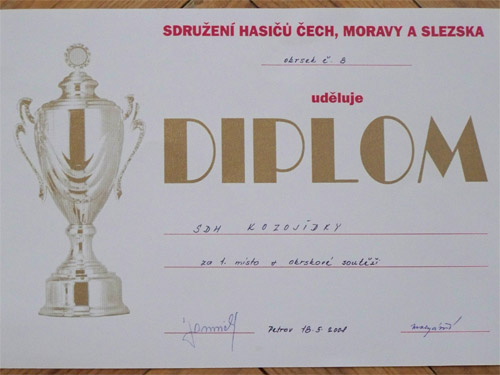 SDRUŽENÍ HASIČŮ ČECH, MORAVY A SLEZSKA
okrsek č. 8
uděluje
DIPLOM
SDH KOZOJÍDKY
za 1. místo v okrskové soutěži
Petrov 18.5.2008